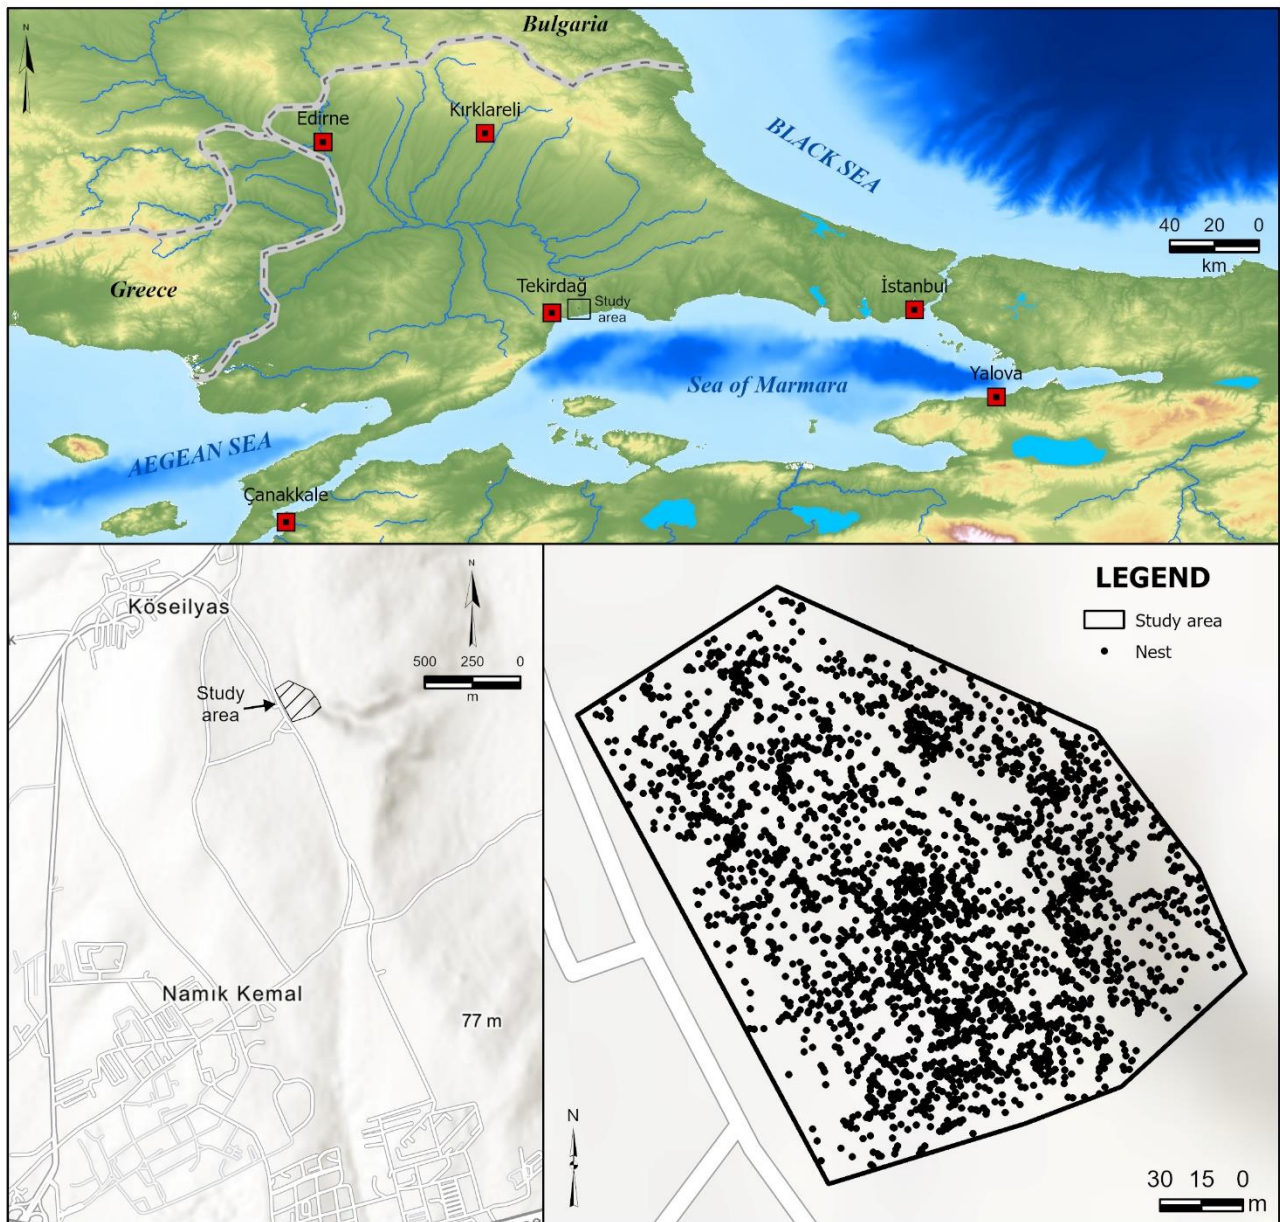 N
Bulgaria
Edirne
Kırklareli
BLACK SEA
40 20 0
km
Greece
Tekirdağ
Study
area
İstanbul
Sea of Marmara
Yalova
AEGEAN SEA
Çanakkale
Köseilyas
N
500 250 0
m
Study
area
Namık Kemal
77 m
LEGEND
Study area
Nest
N
30 15 0
m